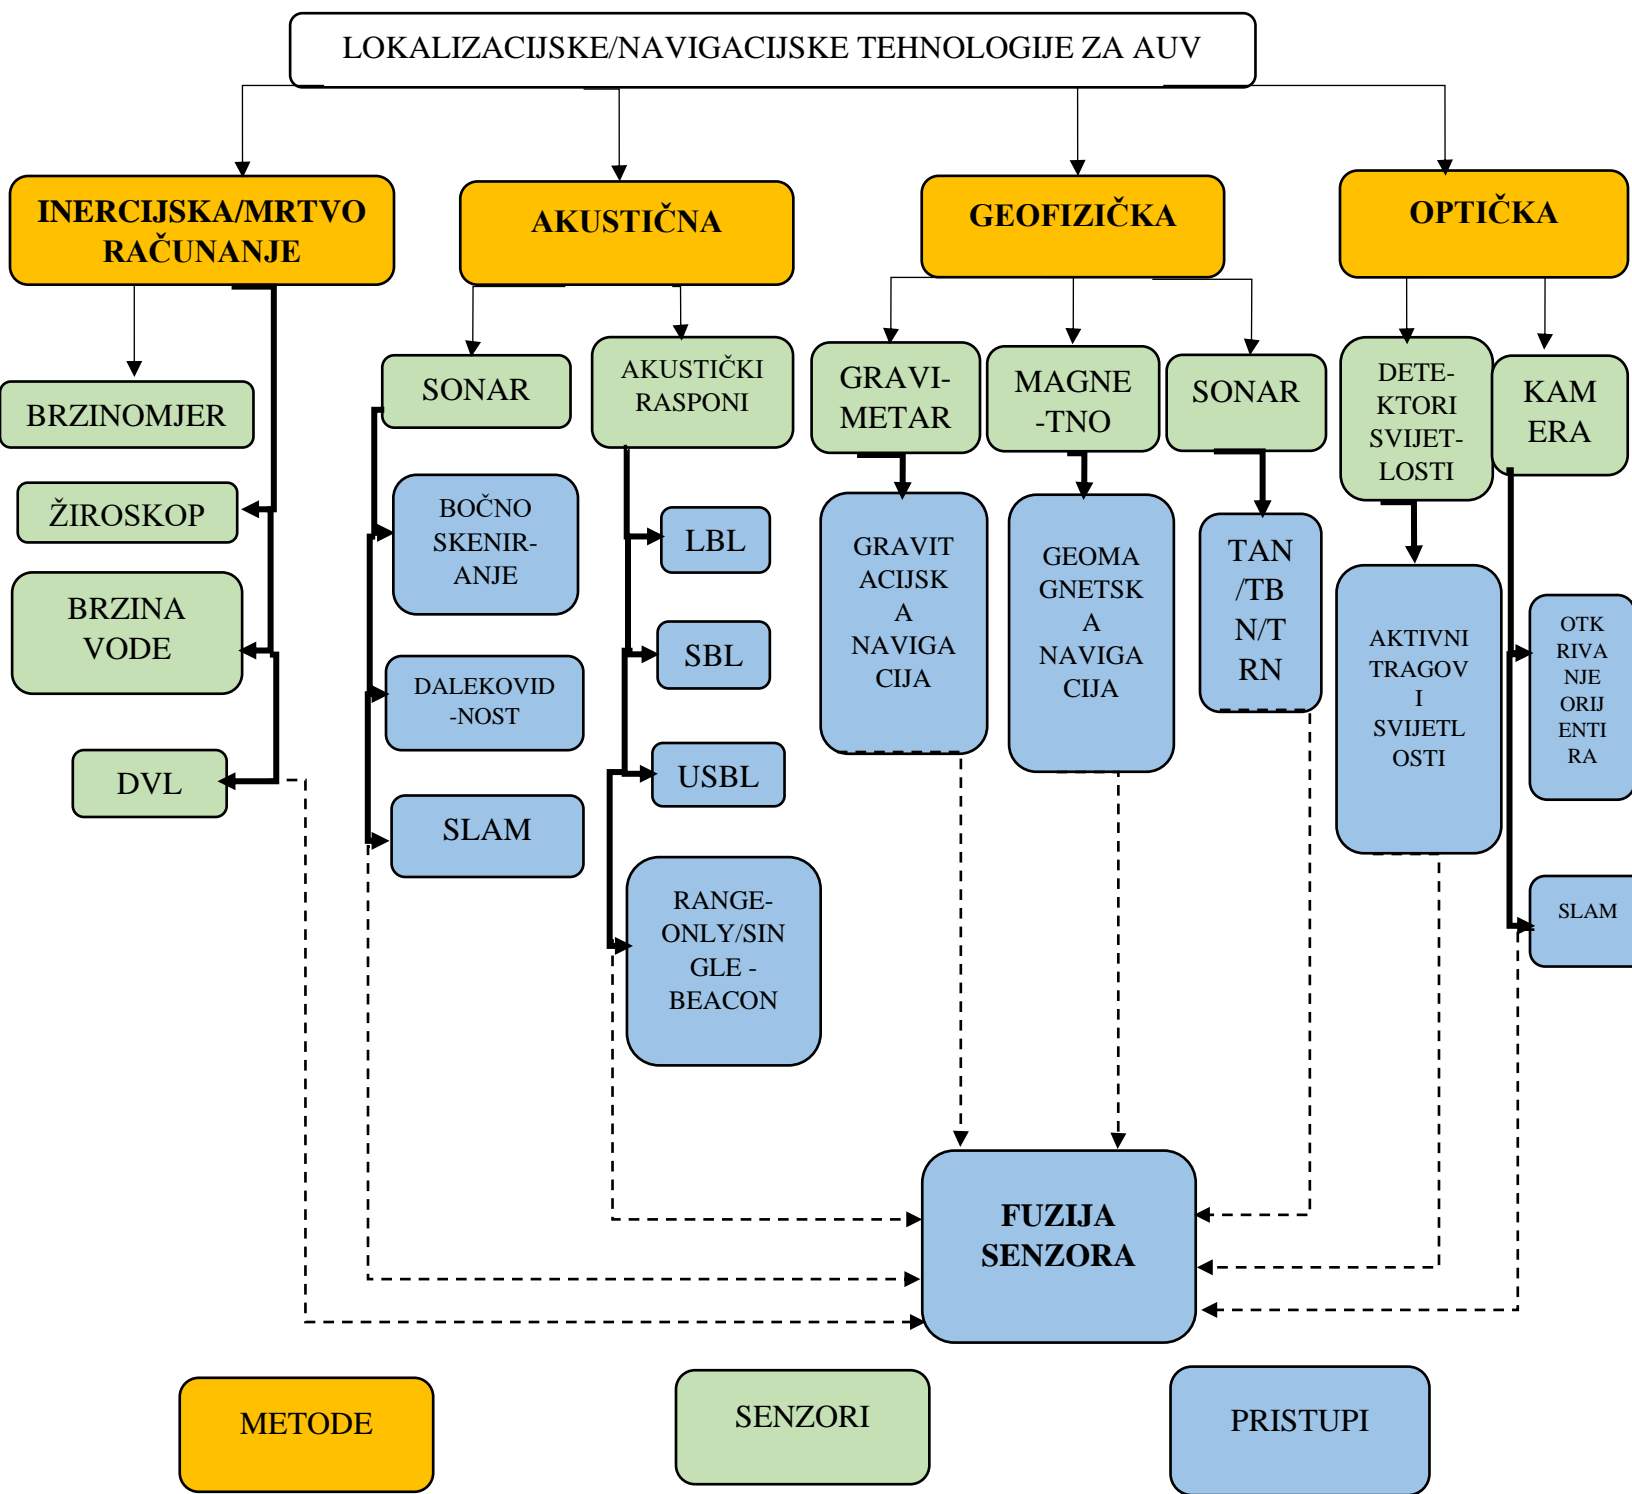 LOKALIZACIJSKE/NAVIGACIJSKE TEHNOLOGIJE ZA AUV
INERCIJSKA/MRTVO
RAČUNANJE
AKUSTIČNA
GEOFIZIČKA
OPTIČKA
BRZINOMJER
ŽIROSKOP
BRZINA
VODE
DVL
SONAR
BOČNO
SKENIR-
ANJE
DALEKOVID
-NOST
SLAM
AKUSTIČKI
RASPONI
LBL
SBL
USBL
RANGE-
ONLY/SIN
GLE -
BEACON
GRAVI-
METAR
GRAVIT
ACIJSK
A
NAVIGA
CIJA
MAGNE
-TNO
GEOMA
GNETSK
A
NAVIGA
CIJA
SONAR
TAN
/TB
N/T
RN
DETE-
KTORI
SVIJET-
LOSTI
AKTIVNI
TRAGOV
I
SVIJETL
OSTI
KAM
ERA
OTK
RIVA
NJE
ORIJ
ENTI
RA
SLAM
FUZIJA
SENZORA
METODE
SENZORI
PRISTUPI